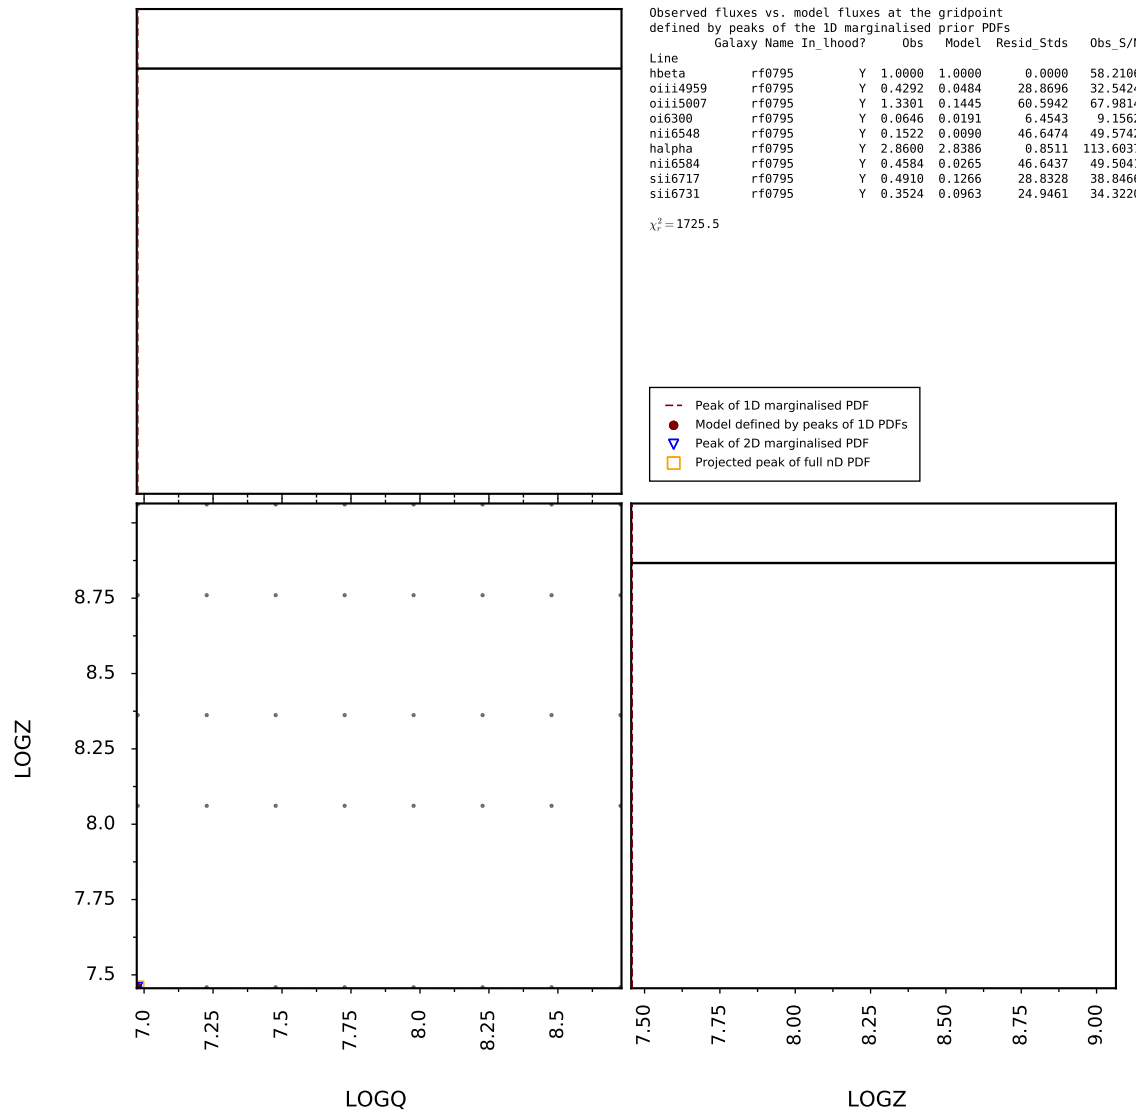 Observed fluxes vs. model fluxes at the gridpoint
defined by peaks of the 1D marginalised prior PDFs
Galaxy Name In_lhood? Obs Model Resid_Stds Obs_S/N
Line
hbeta rf0795 Y 1.0000 1.0000 0.0000 58.2106
oiii4959 rf0795 Y 0.4292 0.0484 28.8696 32.5424
oiii5007 rf0795 Y 1.3301 0.1445 60.5942 67.9814
oi6300 rf0795 Y 0.0646 0.0191 6.4543 9.1562
nii6548 rf0795 Y 0.1522 0.0090 46.6474 49.5742
halpha rf0795 Y 2.8600 2.8386 0.8511 113.6037
nii6584 rf0795 Y 0.4584 0.0265 46.6437 49.5041
sii6717 rf0795 Y 0.4910 0.1266 28.8328 38.8466
sii6731 rf0795 Y 0.3524 0.0963 24.9461 34.3220
χ²ᵣ = 1725.5
Peak of 1D marginalised PDF
Model defined by peaks of 1D PDFs
Peak of 2D marginalised PDF
Projected peak of full nD PDF
LOGZ
8.75
8.5
8.25
8.0
7.75
7.5
7.0 7.25 7.5 7.75 8.0 8.25 8.5
LOGQ
7.50 7.75 8.00 8.25 8.50 8.75 9.00
LOGZ